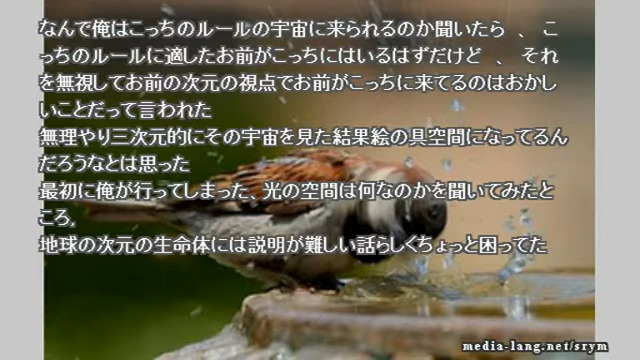 なんで俺はこっちのルールの宇宙に来られるのか聞いたら 、 こ
っちのルールに適したお前がこっちにはいるはずだけど 、 それ
を無視してお前の次元の視点でお前がこっちに来てるのはおかし
いことだって言われた
無理やり三次元的にその宇宙を見た結果絵の具空間になってるん
だろうなとは思った
最初に俺が行ってしまった、光の空間は何なのかを聞いてみたと
ころ,
地球の次元の生命体には説明が難しい話らしくちょっと困ってた
media-lang.net/srym